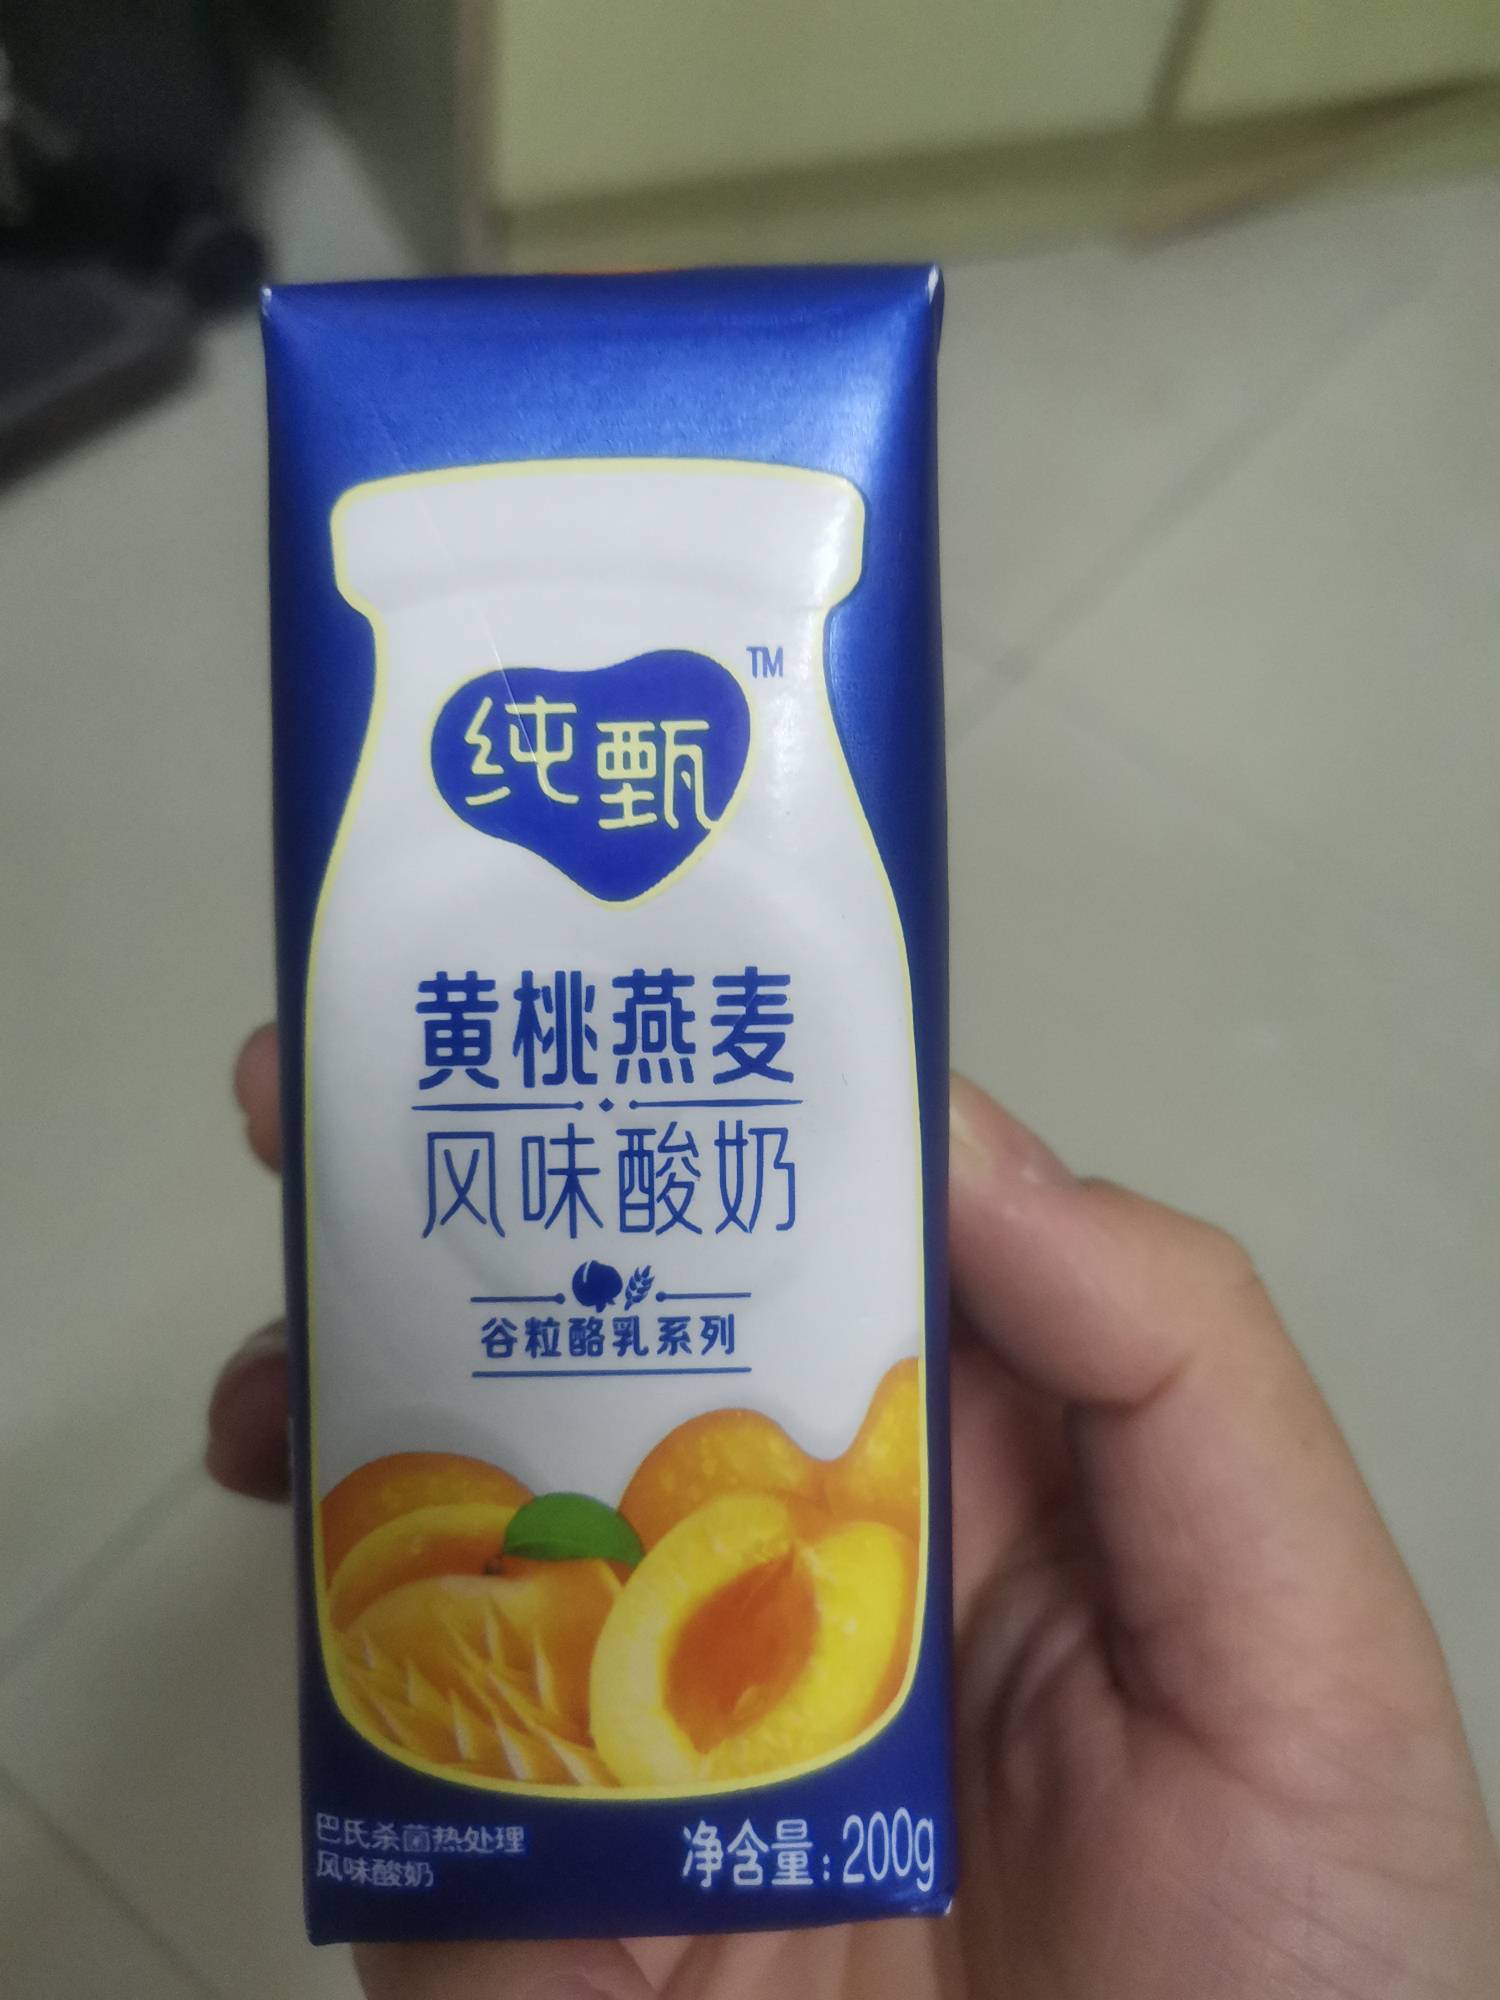 纯甄
TM
黄桃燕麦
风味酸奶
谷粒酪乳系列
巴氏杀菌热处理
风味酸奶
净含量:200g